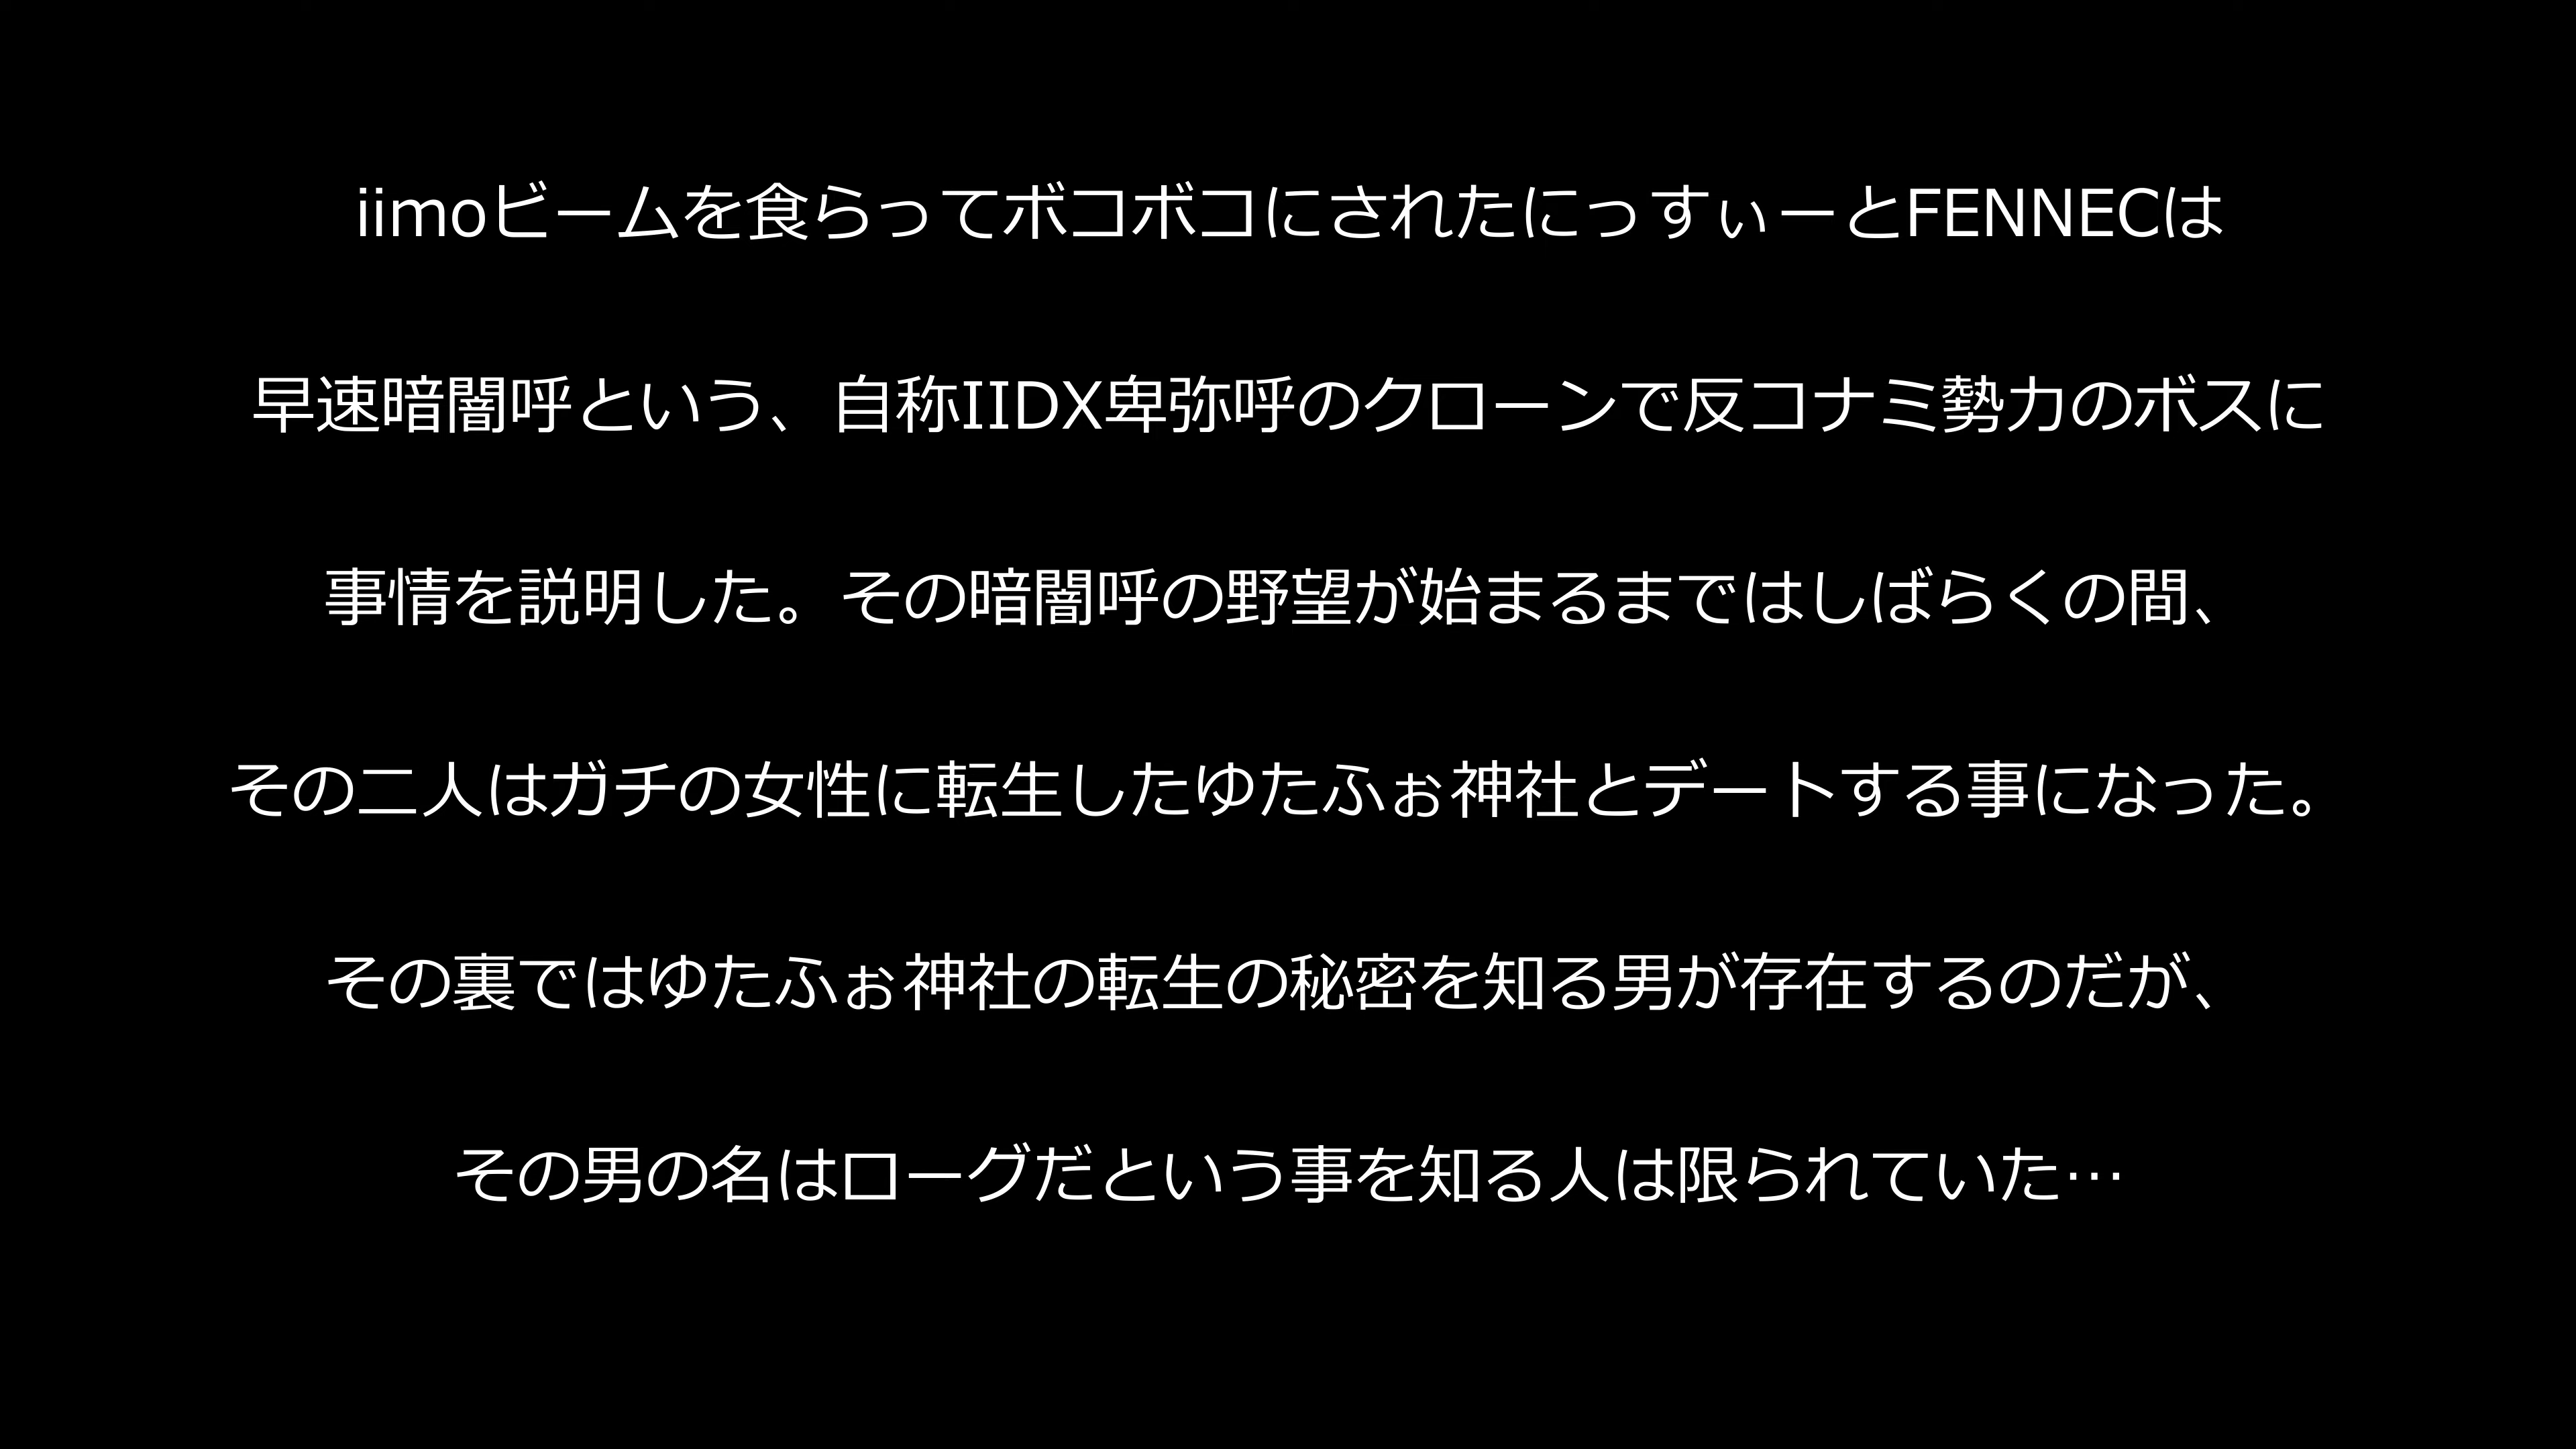 iimoビームを食らってボコボコにされたにっすぃーとFENNECは
早速暗闇呼という、自称IIDX卑弥呼のクローンで反コナミ勢力のボスに
事情を説明した。その暗闇呼の野望が始まるまではしばらくの間、
その二人はガチの女性に転生したゆたふぉ神社とデートする事になった。
その裏ではゆたふぉ神社の転生の秘密を知る男が存在するのだが、
その男の名はローグだという事を知る人は限られていた…